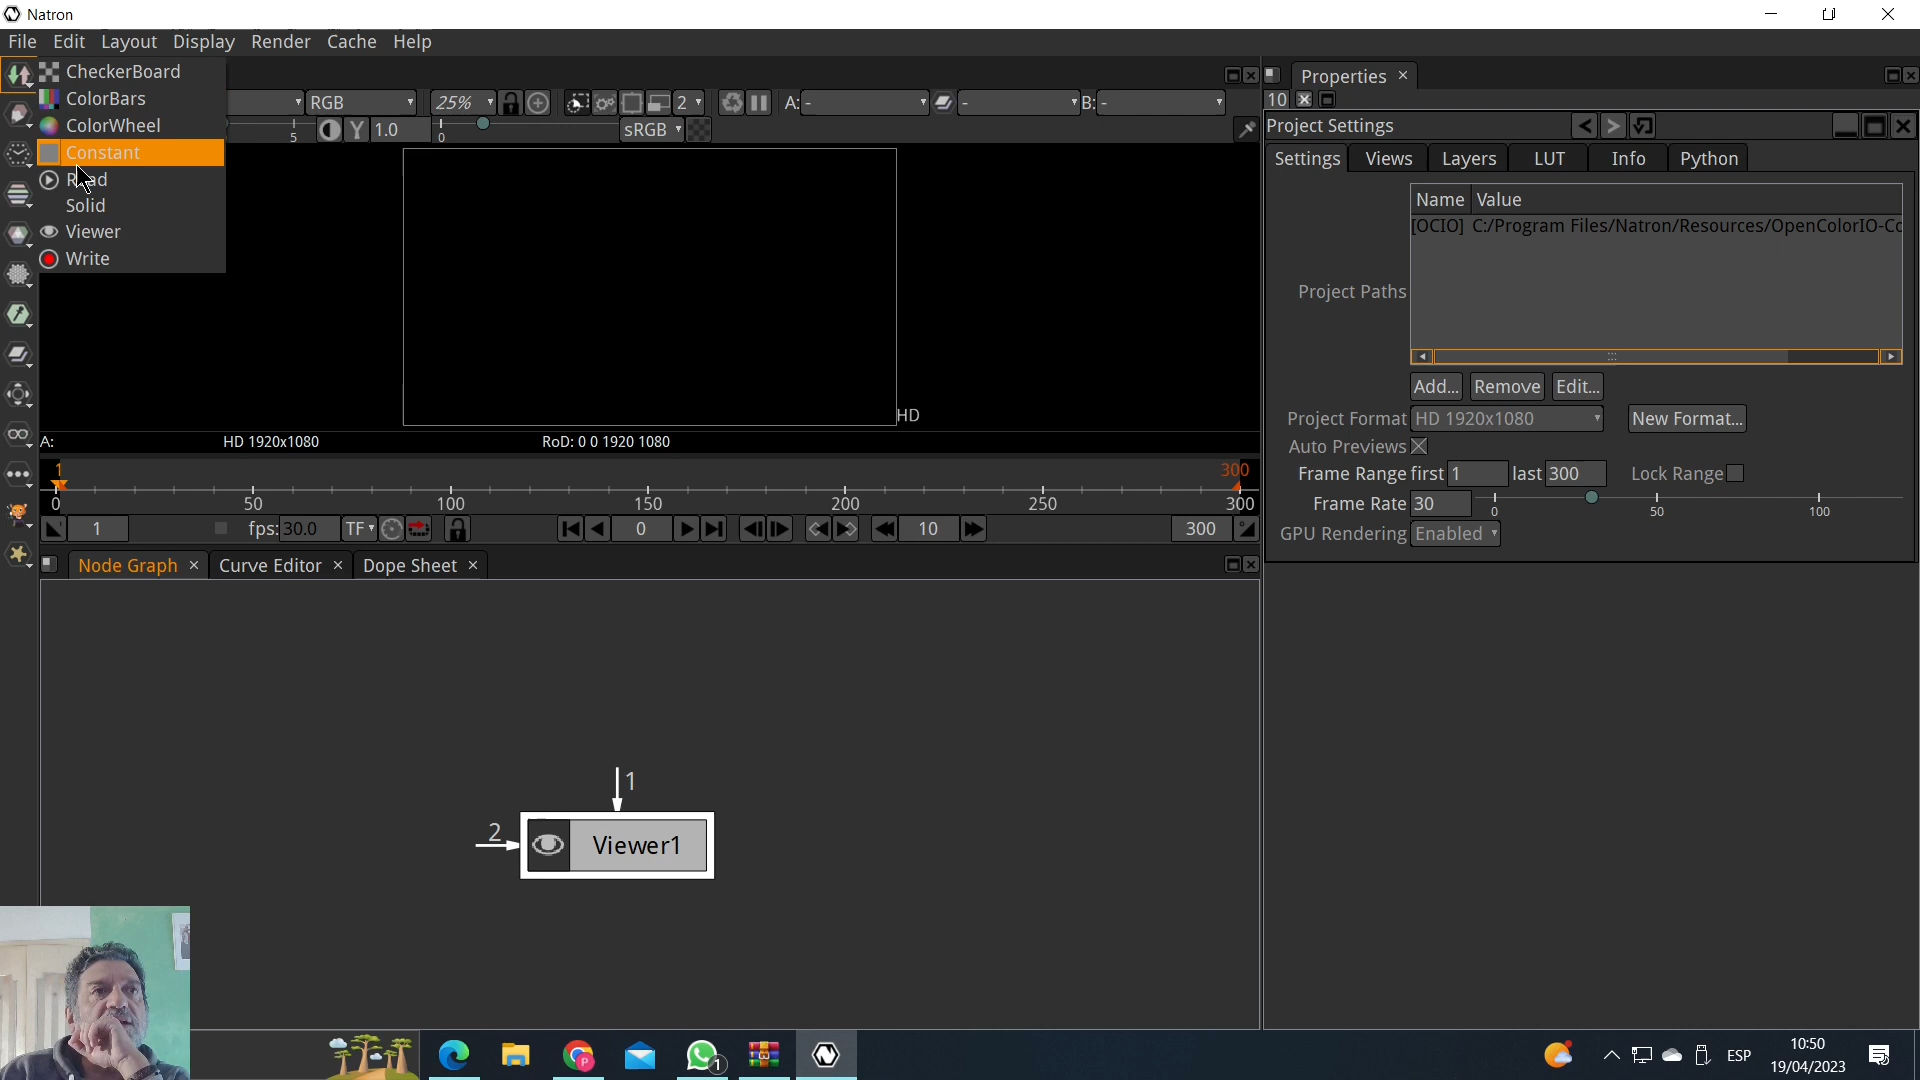 Natron
File Edit Layout Display Render Cache Help
CheckerBoard
ColorBars
ColorWheel
Constant
Solid
Viewer
Write
RGB 25% 2 A: - - B: -
5 Y 1.0 0 sRGB
HD
A: HD 1920x1080 RoD: 0 0 1920 1080
1 300
0 50 100 150 200 250 300
1 fps: 30.0 TF 0 10 300
Node Graph Curve Editor Dope Sheet
1
2
Viewer1
Properties
10
Project Settings
Settings Views Layers LUT Info Python
Name Value
[OCIO] C:/Program Files/Natron/Resources/OpenColorIO-Co
Project Paths
Add... Remove Edit...
Project Format HD 1920x1080 New Format...
Auto Previews
Frame Range first 1 last 300 Lock Range
Frame Rate 30 0 50 100
GPU Rendering Enabled
1
ESP
10:50
19/04/2023